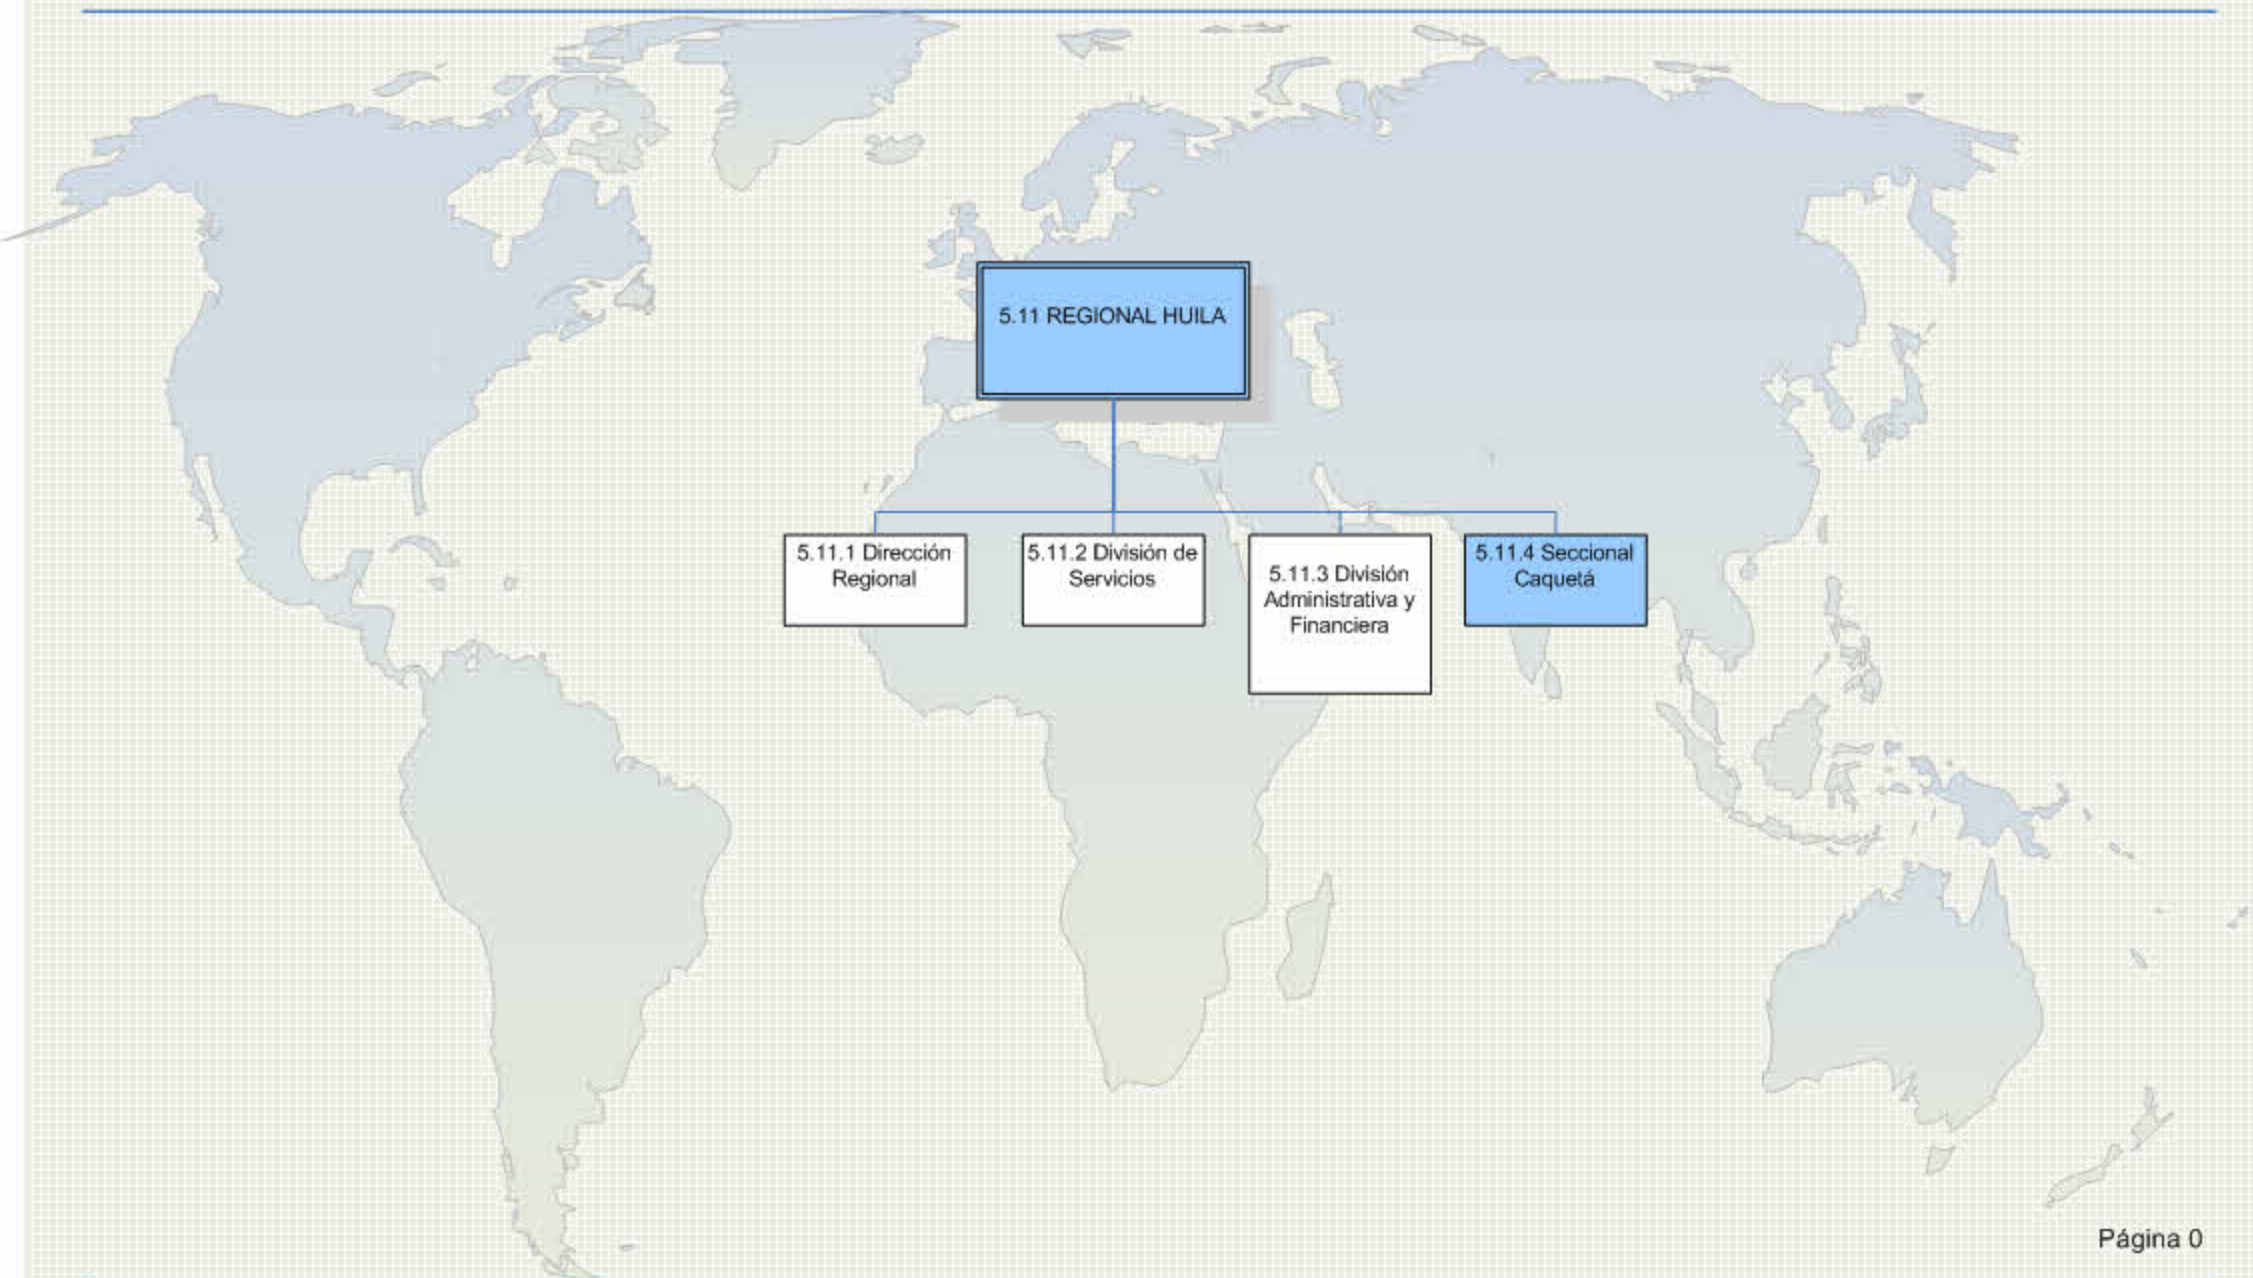 5.11 REGIONAL HUILA
5.11.1 Dirección
Regional
5.11.2 División de
Servicios
5.11.3 División
Administrativa y
Financiera
5.11.4 Seccional
Caquetá
Página 0